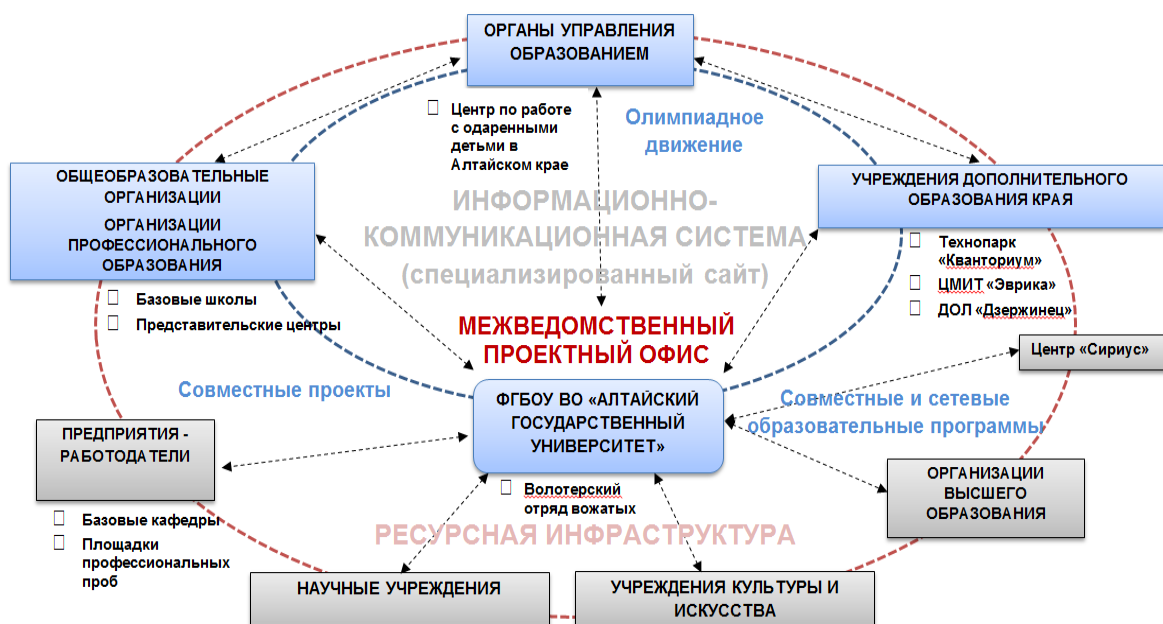 ОРГАНЫ УПРАВЛЕНИЯ
ОБРАЗОВАНИЕМ
Центр по работе
с одаренными
детьми в
Алтайском крае
Олимпиадное
движение
ОБЩЕОБРАЗОВАТЕЛЬНЫЕ
ОРГАНИЗАЦИИ
ОРГАНИЗАЦИИ
ПРОФЕССИОНАЛЬНОГО
ОБРАЗОВАНИЯ
Базовые школы
Представительские центры
УЧРЕЖДЕНИЯ ДОПОЛНИТЕЛЬНОГО
ОБРАЗОВАНИЯ КРАЯ
Технопарк
«Кванториум»
ЦМИТ «Эврика»
ДОЛ «Дзержинец»
ИНФОРМАЦИОННО-
КОММУНИКАЦИОННАЯ СИСТЕМА
(специализированный сайт)
МЕЖВЕДОМСТВЕННЫЙ
ПРОЕКТНЫЙ ОФИС
Центр «Сириус»
Совместные проекты
ФГБОУ ВО «АЛТАЙСКИЙ
ГОСУДАРСТВЕННЫЙ
УНИВЕРСИТЕТ»
Совместные и сетевые
образовательные программы
ПРЕДПРИЯТИЯ -
РАБОТОДАТЕЛИ
Базовые кафедры
Площадки
профессиональных
проб
Волотерский
отряд вожатых
ОРГАНИЗАЦИИ
ВЫСШЕГО
ОБРАЗОВАНИЯ
РЕСУРСНАЯ ИНФРАСТРУКТУРА
НАУЧНЫЕ УЧРЕЖДЕНИЯ
УЧРЕЖДЕНИЯ КУЛЬТУРЫ И
ИСКУССТВА